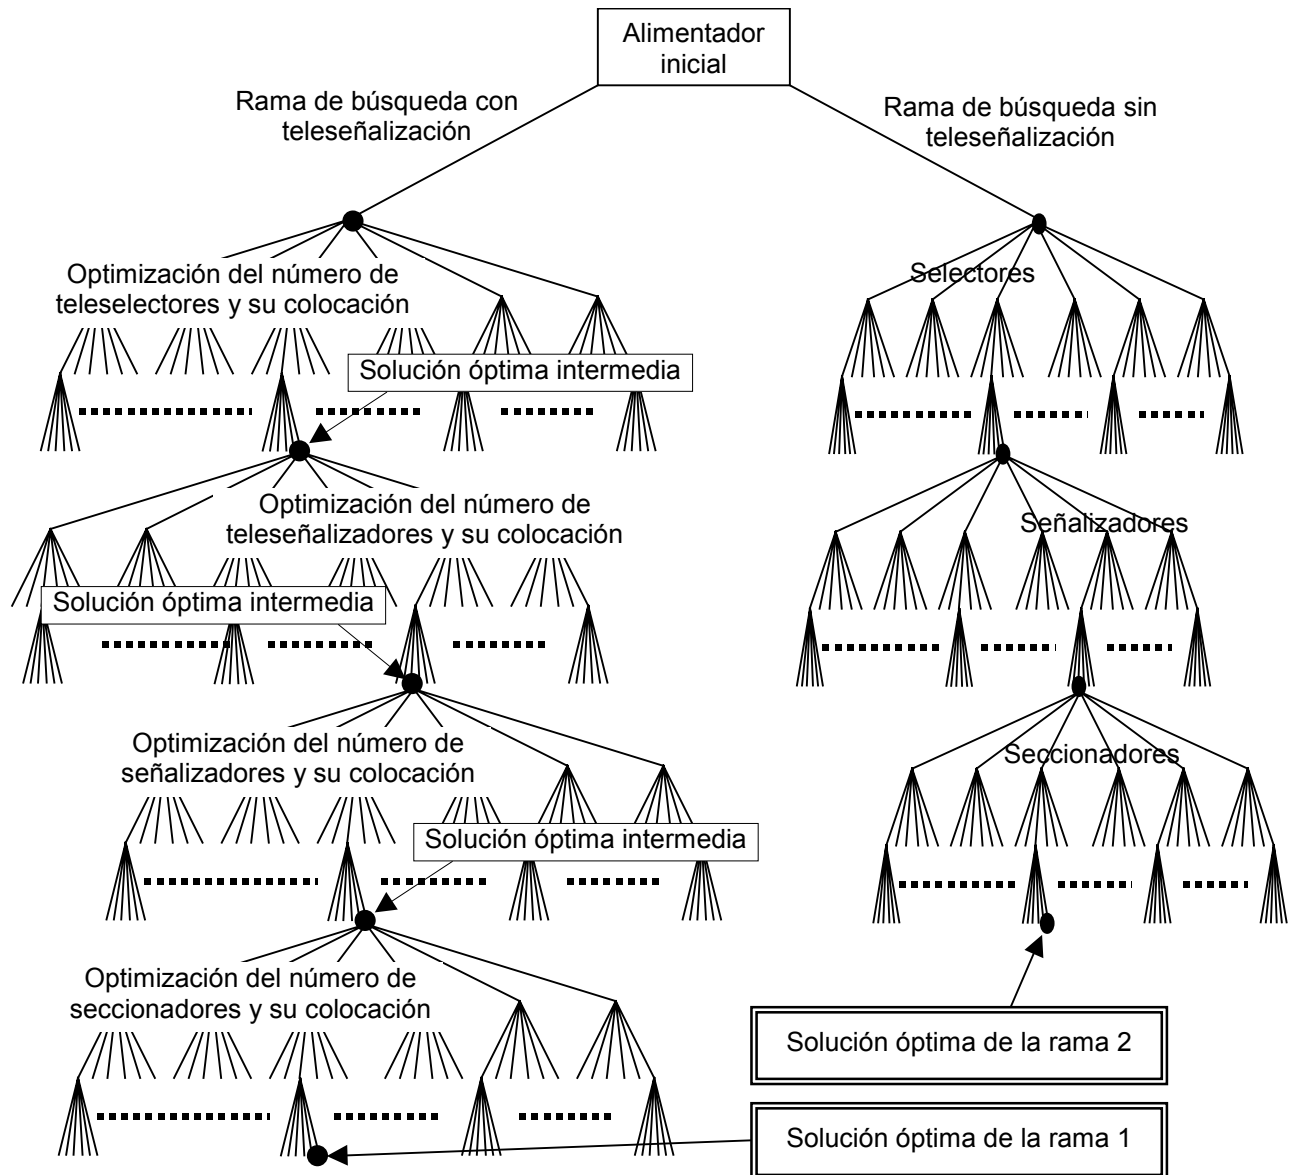 Alimentador
inicial
Rama de búsqueda con
teleseñalización
Rama de búsqueda sin
teleseñalización
Optimización del número de
teleselectores y su colocación
Selectores
Solución óptima intermedia
Optimización del número de
teleseñalizadores y su colocación
Señalizadores
Solución óptima intermedia
Optimización del número de
señalizadores y su colocación
Seccionadores
Solución óptima intermedia
Optimización del número de
seccionadores y su colocación
Solución óptima de la rama 2
Solución óptima de la rama 1